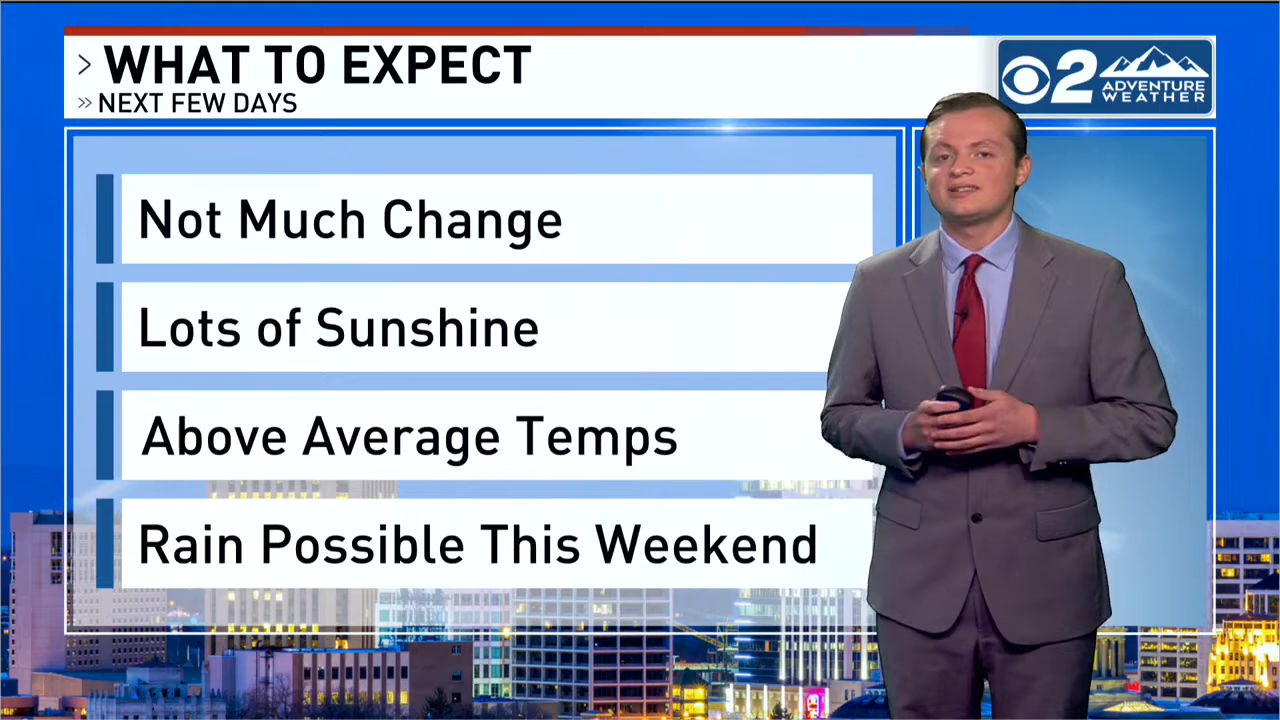 > WHAT TO EXPECT
» NEXT FEW DAYS
2 ADVENTURE
WEATHER
Not Much Change
Lots of Sunshine
Above Average Temps
Rain Possible This Weekend